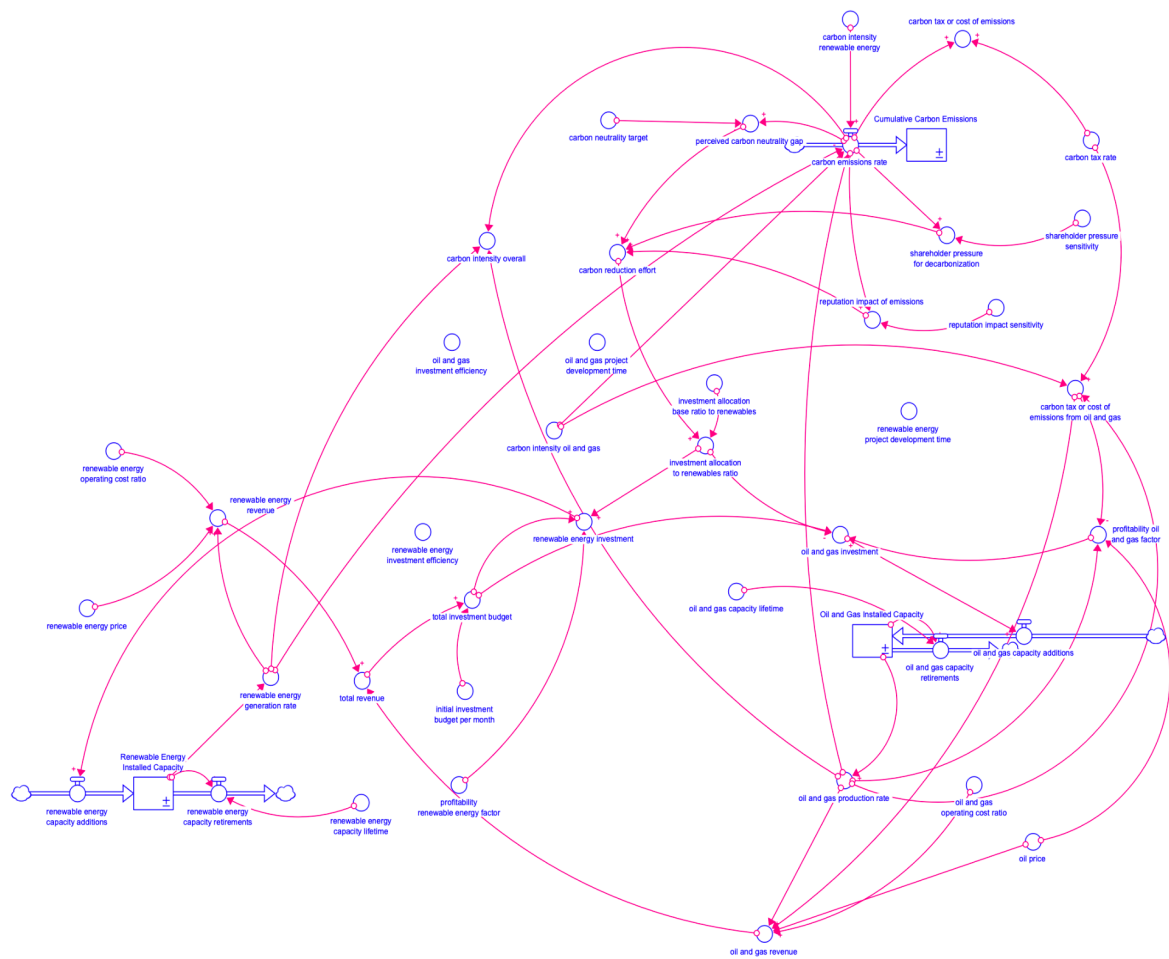 carbon intensity
renewable energy
carbon tax or cost of emissions
Cumulative Carbon Emissions
carbon neutrality target
perceived carbon neutrality gap
carbon emissions rate
carbon tax rate
carbon intensity overall
carbon reduction effort
shareholder pressure
for decarbonization
shareholder pressure
sensitivity
reputation impact of emissions
reputation impact sensitivity
oil and gas
investment efficiency
oil and gas project
development time
investment allocation
base ratio to renewables
carbon tax or cost of
emissions from oil and gas
renewable energy
project development time
carbon intensity oil and gas
investment allocation
to renewables ratio
renewable energy
operating cost ratio
renewable energy
revenue
renewable energy
investment efficiency
renewable energy investment
oil and gas investment
profitability oil
and gas factor
renewable energy price
total investment budget
oil and gas capacity lifetime
Oil and Gas Installed Capacity
oil and gas capacity additions
oil and gas capacity
retirements
renewable energy
generation rate
total revenue
initial investment
budget per month
Renewable Energy
Installed Capacity
renewable energy
capacity additions
renewable energy
capacity retirements
renewable energy
capacity lifetime
profitability
renewable energy factor
oil and gas production rate
oil and gas
operating cost ratio
oil price
oil and gas revenue